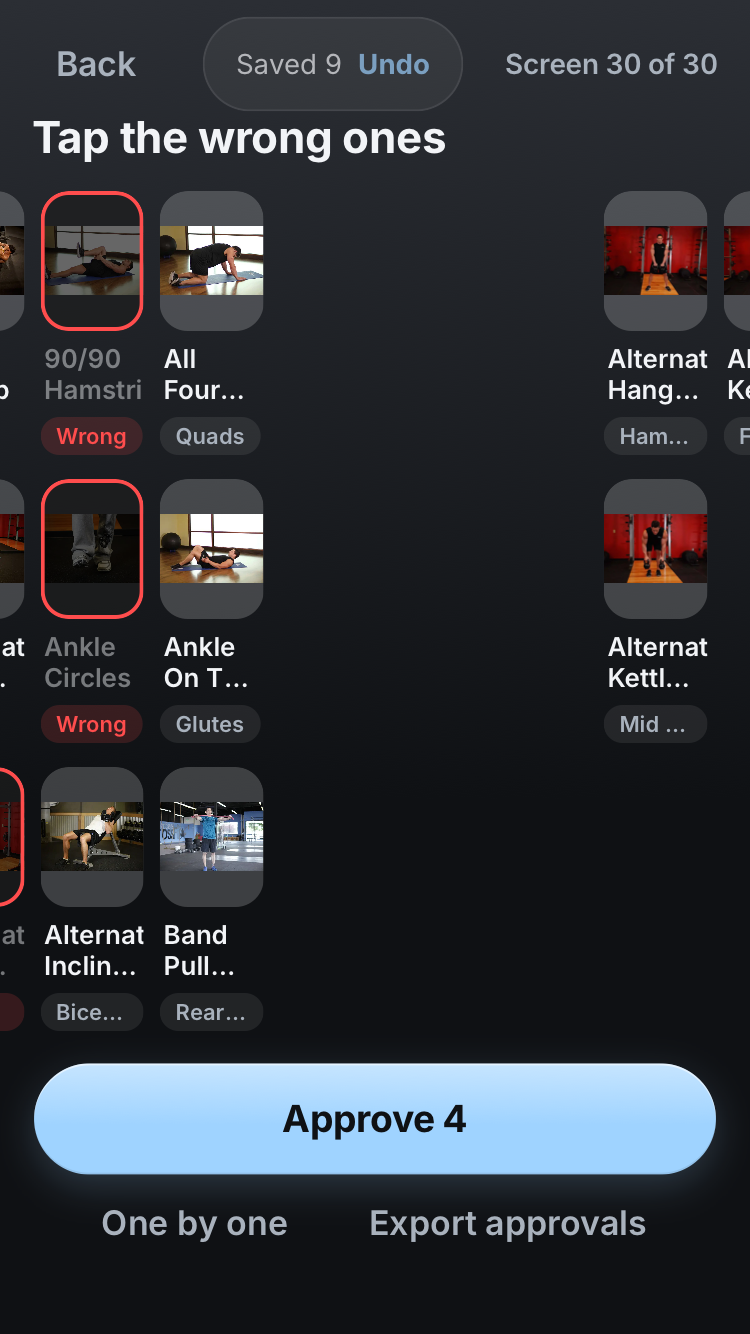 Back
Saved 9 Undo
Screen 30 of 30
Tap the wrong ones
90/90
Hamstri
Wrong
All
Four...
Quads
Alternat
Hang...
Ham...
Ankle
Circles
Wrong
Ankle
On T...
Glutes
Alternat
Kettl...
Mid ...
Alternat
Inclin...
Bice...
Band
Pull...
Rear...
Approve 4
One by one
Export approvals